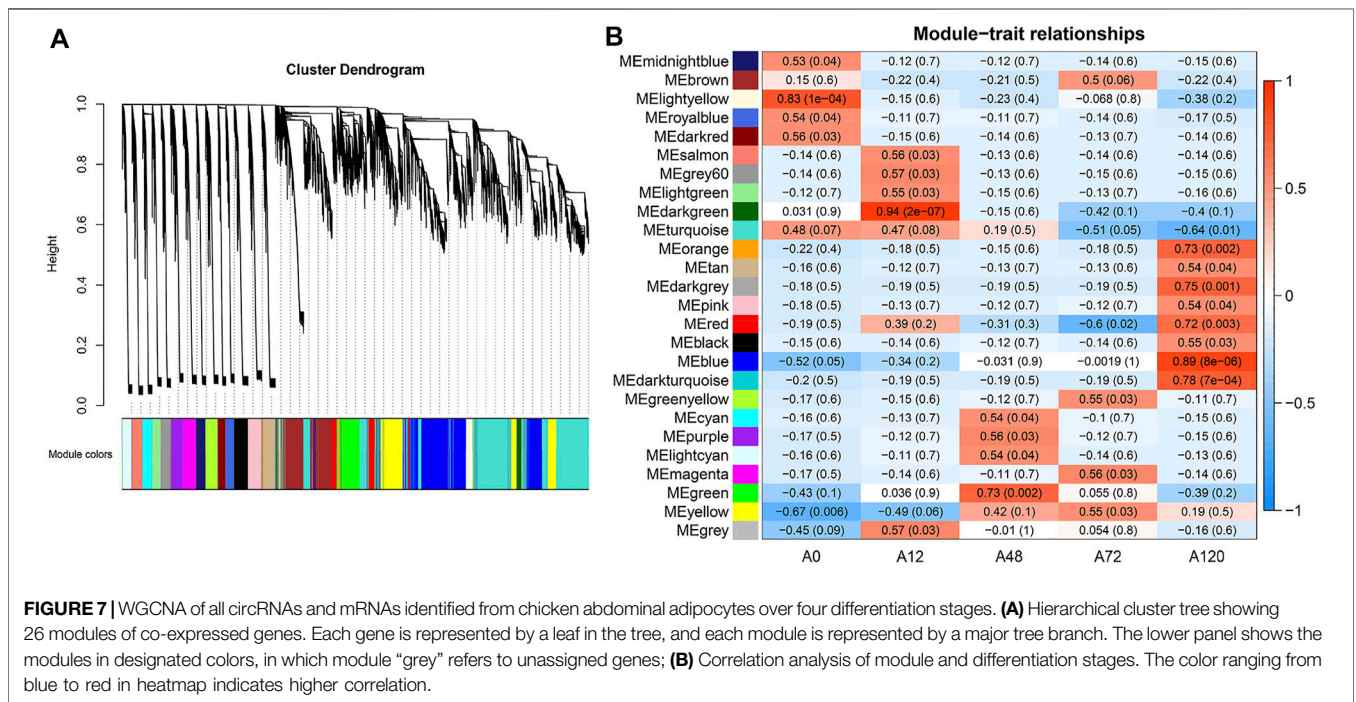 A
Cluster Dendrogram
Height
1.0
0.8
0.6
0.4
0.2
0.0
Module colors
B
Module−trait relationships
MEmidnightblue 0.53 (0.04) −0.12 (0.7) −0.12 (0.7) −0.14 (0.6) −0.15 (0.6)
MEbrown 0.15 (0.6) −0.22 (0.4) −0.21 (0.5) 0.5 (0.06) −0.22 (0.4)
MElightyellow 0.83 (1e−04) −0.15 (0.6) −0.23 (0.4) −0.068 (0.8) −0.38 (0.2)
MEroyalblue 0.54 (0.04) −0.11 (0.7) −0.11 (0.7) −0.14 (0.6) −0.17 (0.5)
MEdarkred 0.56 (0.03) −0.15 (0.6) −0.14 (0.6) −0.13 (0.7) −0.14 (0.6)
MEsalmon −0.14 (0.6) 0.56 (0.03) −0.13 (0.6) −0.14 (0.6) −0.14 (0.6)
MEgrey60 −0.14 (0.6) 0.57 (0.03) −0.13 (0.6) −0.15 (0.6) −0.15 (0.6)
MElightgreen −0.12 (0.7) 0.55 (0.03) −0.15 (0.6) −0.13 (0.7) −0.16 (0.6)
MEdarkgreen 0.031 (0.9) 0.94 (2e−07) −0.15 (0.6) −0.42 (0.1) −0.4 (0.1)
MEturquoise 0.48 (0.07) 0.47 (0.08) 0.19 (0.5) −0.51 (0.05) −0.64 (0.01)
MEorange −0.22 (0.4) −0.18 (0.5) −0.15 (0.6) −0.18 (0.5) 0.73 (0.002)
MEtan −0.16 (0.6) −0.12 (0.7) −0.13 (0.7) −0.13 (0.6) 0.54 (0.04)
MEdarkgrey −0.18 (0.5) −0.19 (0.5) −0.19 (0.5) −0.19 (0.5) 0.75 (0.001)
MEpink −0.18 (0.5) −0.13 (0.7) −0.12 (0.7) −0.12 (0.7) 0.54 (0.04)
MEred −0.19 (0.5) 0.39 (0.2) −0.31 (0.3) −0.6 (0.02) 0.72 (0.003)
MEblack −0.15 (0.6) −0.14 (0.6) −0.12 (0.7) −0.14 (0.6) 0.55 (0.03)
MEblue −0.52 (0.05) −0.34 (0.2) −0.031 (0.9) −0.0019 (1) 0.89 (8e−06)
MEdarkturquoise −0.2 (0.5) −0.19 (0.5) −0.19 (0.5) −0.19 (0.5) 0.78 (7e−04)
MEgreenyellow −0.17 (0.6) −0.15 (0.6) −0.12 (0.7) 0.55 (0.03) −0.11 (0.7)
MEcyan −0.16 (0.6) −0.13 (0.7) 0.54 (0.04) −0.1 (0.7) −0.15 (0.6)
MEpurple −0.17 (0.5) −0.12 (0.7) 0.56 (0.03) −0.12 (0.7) −0.15 (0.6)
MElightcyan −0.16 (0.6) −0.11 (0.7) 0.54 (0.04) −0.14 (0.6) −0.13 (0.6)
MEmagenta −0.17 (0.5) −0.14 (0.6) −0.11 (0.7) 0.56 (0.03) −0.14 (0.6)
MEgreen −0.43 (0.1) 0.036 (0.9) 0.73 (0.002) 0.055 (0.8) −0.39 (0.2)
MEyellow −0.67 (0.006) −0.49 (0.06) 0.42 (0.1) 0.55 (0.03) 0.19 (0.5)
MEgrey −0.45 (0.09) 0.57 (0.03) −0.01 (1) 0.054 (0.8) −0.16 (0.6)
A0 A12 A48 A72 A120
1
0.5
0
−0.5
−1
FIGURE 7 | WGCNA of all circRNAs and mRNAs identified from chicken abdominal adipocytes over four differentiation stages. (A) Hierarchical cluster tree showing
26 modules of co-expressed genes. Each gene is represented by a leaf in the tree, and each module is represented by a major tree branch. The lower panel shows the
modules in designated colors, in which module “grey” refers to unassigned genes; (B) Correlation analysis of module and differentiation stages. The color ranging from
blue to red in heatmap indicates higher correlation.